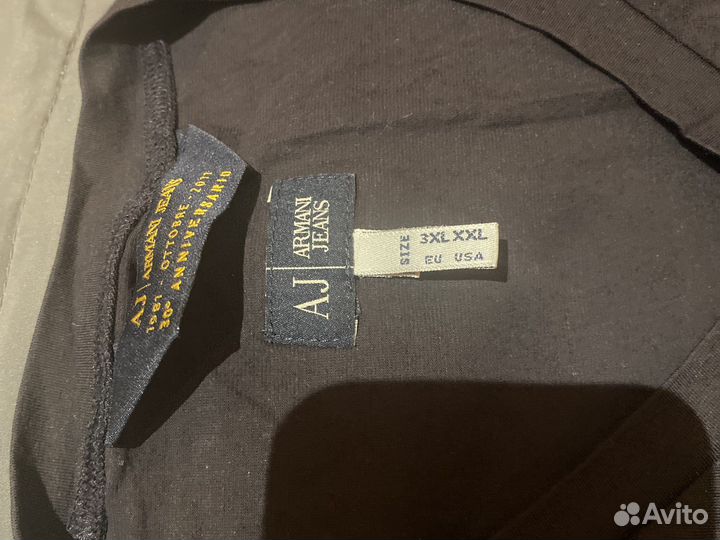 AJ | ARMANI JEANS
1981 - OTTOBRE - 2011
30° ANNIVERSARIO
AJ
ARMANI
JEANS
SIZE
3XL XXL
EU USA
Avito